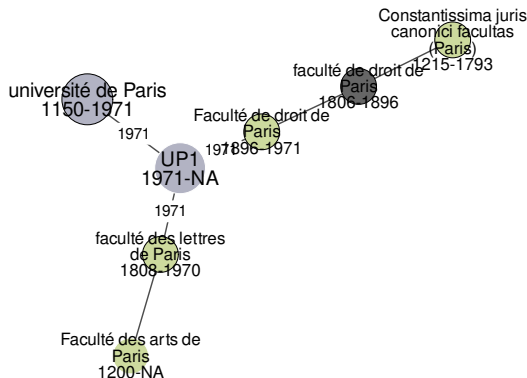 Constantissima juris
canonici facultas
(Paris)
1215-1793
faculté de droit de
Paris
1806-1896
université de Paris
1150-1971
Faculté de droit de
Paris
1896-1971
1971
1971
UP1
1971-NA
1971
faculté des lettres
de Paris
1808-1970
Faculté des arts de
Paris
1200-NA